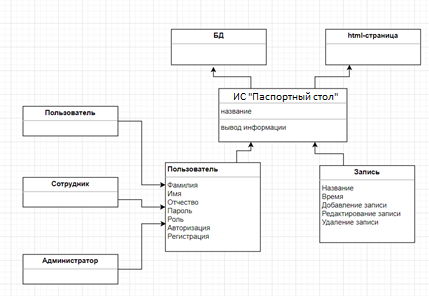 БД
html-страница
ИС "Паспортный стол"
название
вывод информации
Пользователь
Сотрудник
Администратор
Пользователь
Фамилия
Имя
Отчество
Пароль
Роль
Авторизация
Регистрация
Запись
Название
Время
Добавление записи
Редактирование записи
Удаление записи